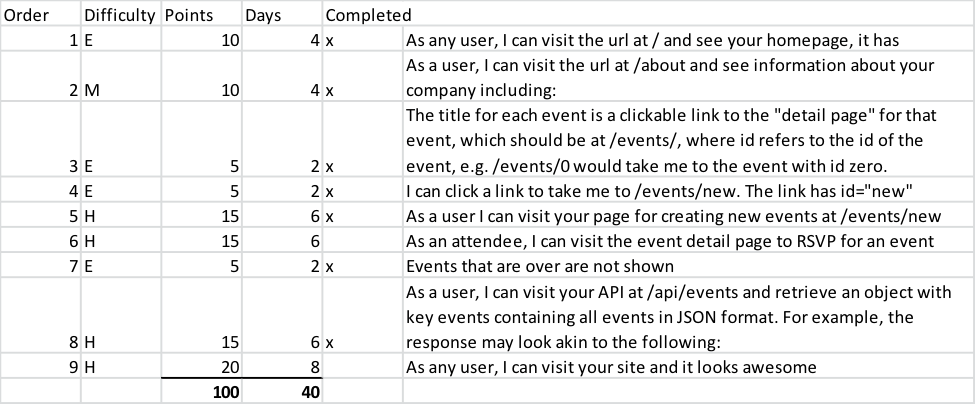 Order Difficulty Points Days Completed
1 E 10 4 x As any user, I can visit the url at / and see your homepage, it has
As a user, I can visit the url at /about and see information about your
2 M 10 4 x company including:
The title for each event is a clickable link to the "detail page" for that
event, which should be at /events/, where id refers to the id of the
3 E 5 2 x event, e.g. /events/0 would take me to the event with id zero.
4 E 5 2 x I can click a link to take me to /events/new. The link has id="new"
5 H 15 6 x As a user I can visit your page for creating new events at /events/new
6 H 15 6 As an attendee, I can visit the event detail page to RSVP for an event
7 E 5 2 x Events that are over are not shown
As a user, I can visit your API at /api/events and retrieve an object with
key events containing all events in JSON format. For example, the
8 H 15 6 x response may look akin to the following:
9 H 20 8 As any user, I can visit your site and it looks awesome
100 40